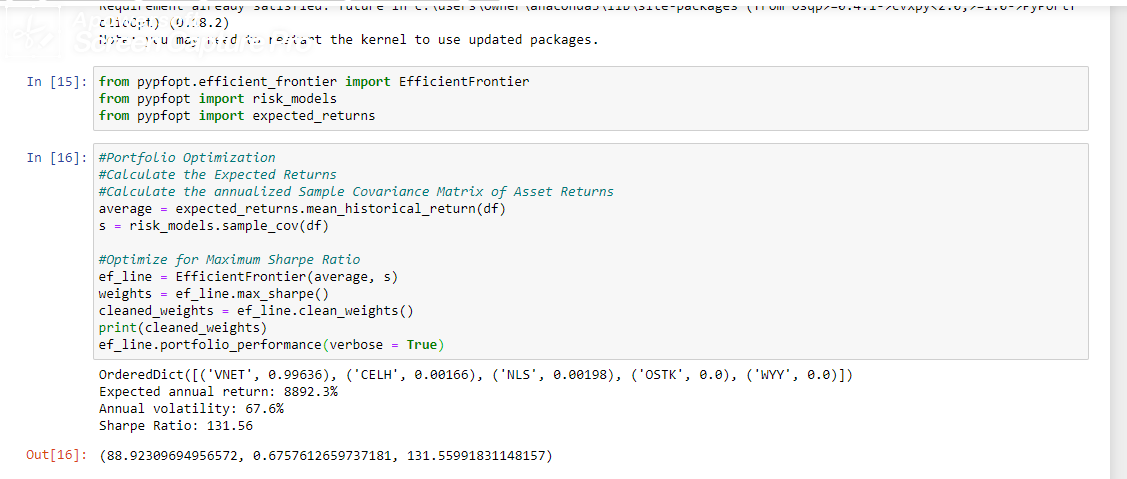 Requirement already satisfied: future in c:\users\owner\anaconda3\lib\site-packages (from osqp>=0.4.1->cvxpy<2.0,>=1.0->PyPortf
(0.18.2)
you may need to restart the kernel to use updated packages.
In [15]: from pypfopt.efficient_frontier import EfficientFrontier
from pypfopt import risk_models
from pypfopt import expected_returns
In [16]: #Portfolio Optimization
#Calculate the Expected Returns
#Calculate the annualized Sample Covariance Matrix of Asset Returns
average = expected_returns.mean_historical_return(df)
s = risk_models.sample_cov(df)
#Optimize for Maximum Sharpe Ratio
ef_line = EfficientFrontier(average, s)
weights = ef_line.max_sharpe()
cleaned_weights = ef_line.clean_weights()
print(cleaned_weights)
ef_line.portfolio_performance(verbose = True)
OrderedDict([('VNET', 0.99636), ('CELH', 0.00166), ('NLS', 0.00198), ('OSTK', 0.0), ('WYY', 0.0)])
Expected annual return: 8892.3%
Annual volatility: 67.6%
Sharpe Ratio: 131.56
Out[16]: (88.92309694956572, 0.6757612659737181, 131.55991831148157)